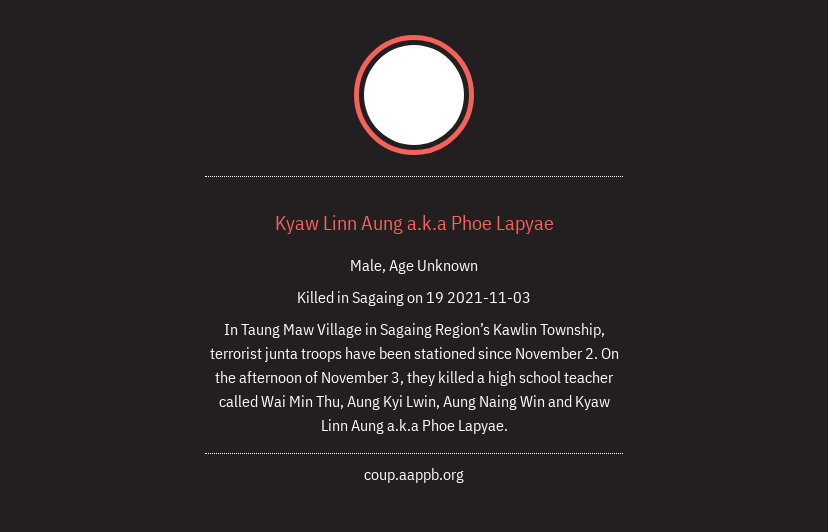 Kyaw Linn Aung a.k.a Phoe Lapyae
Male, Age Unknown
Killed in Sagaing on 19 2021-11-03
In Taung Maw Village in Sagaing Region’s Kawlin Township,
terrorist junta troops have been stationed since November 2. On
the afternoon of November 3, they killed a high school teacher
called Wai Min Thu, Aung Kyi Lwin, Aung Naing Win and Kyaw
Linn Aung a.k.a Phoe Lapyae.
coup.aappb.org